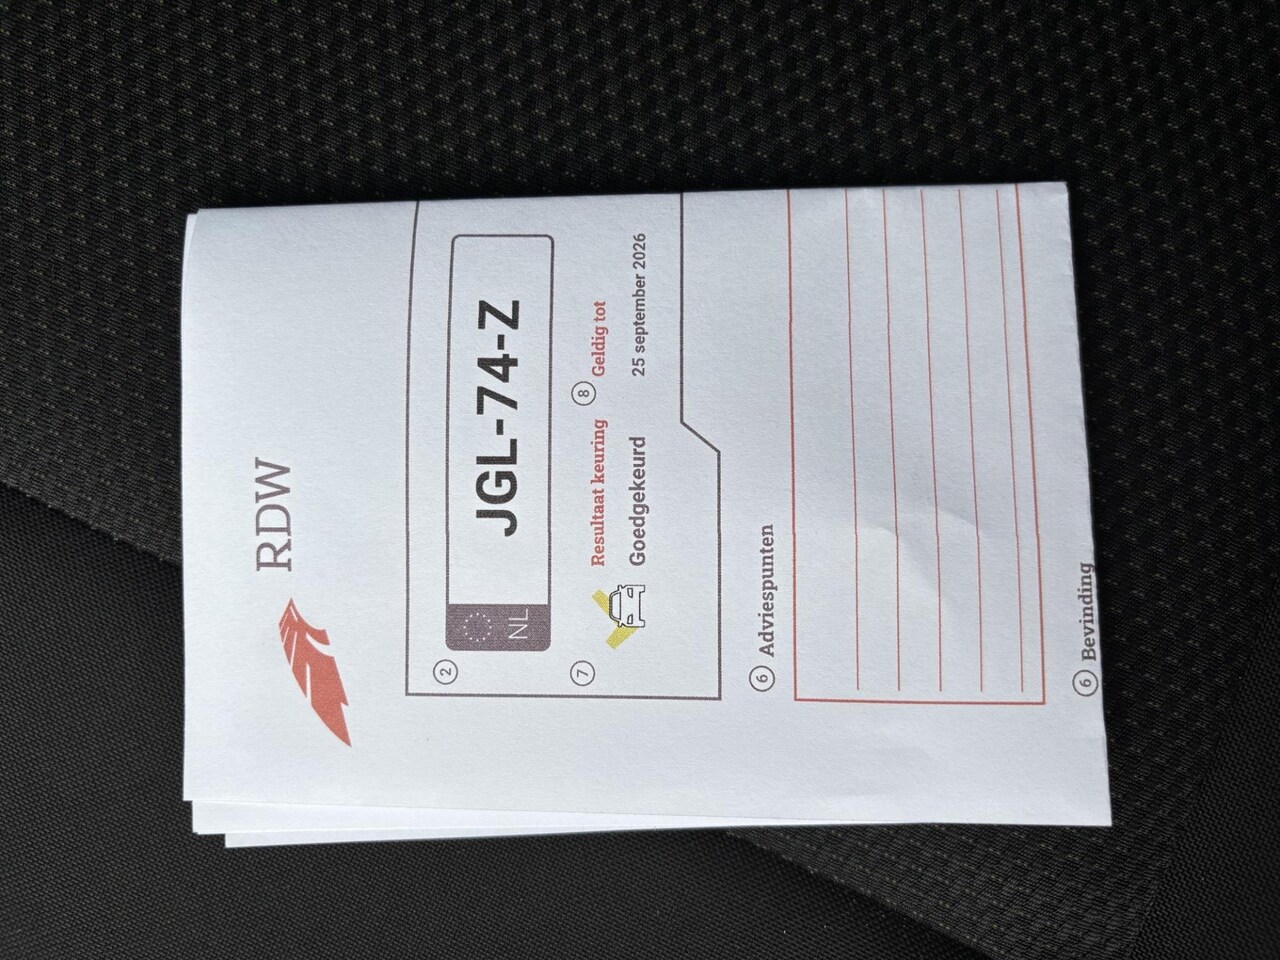 RDW
2
NL JGL-74-Z
7 Resultaat keuring 8 Geldig tot
Goedgekeurd 25 september 2026
6 Adviespunten
6 Bevinding